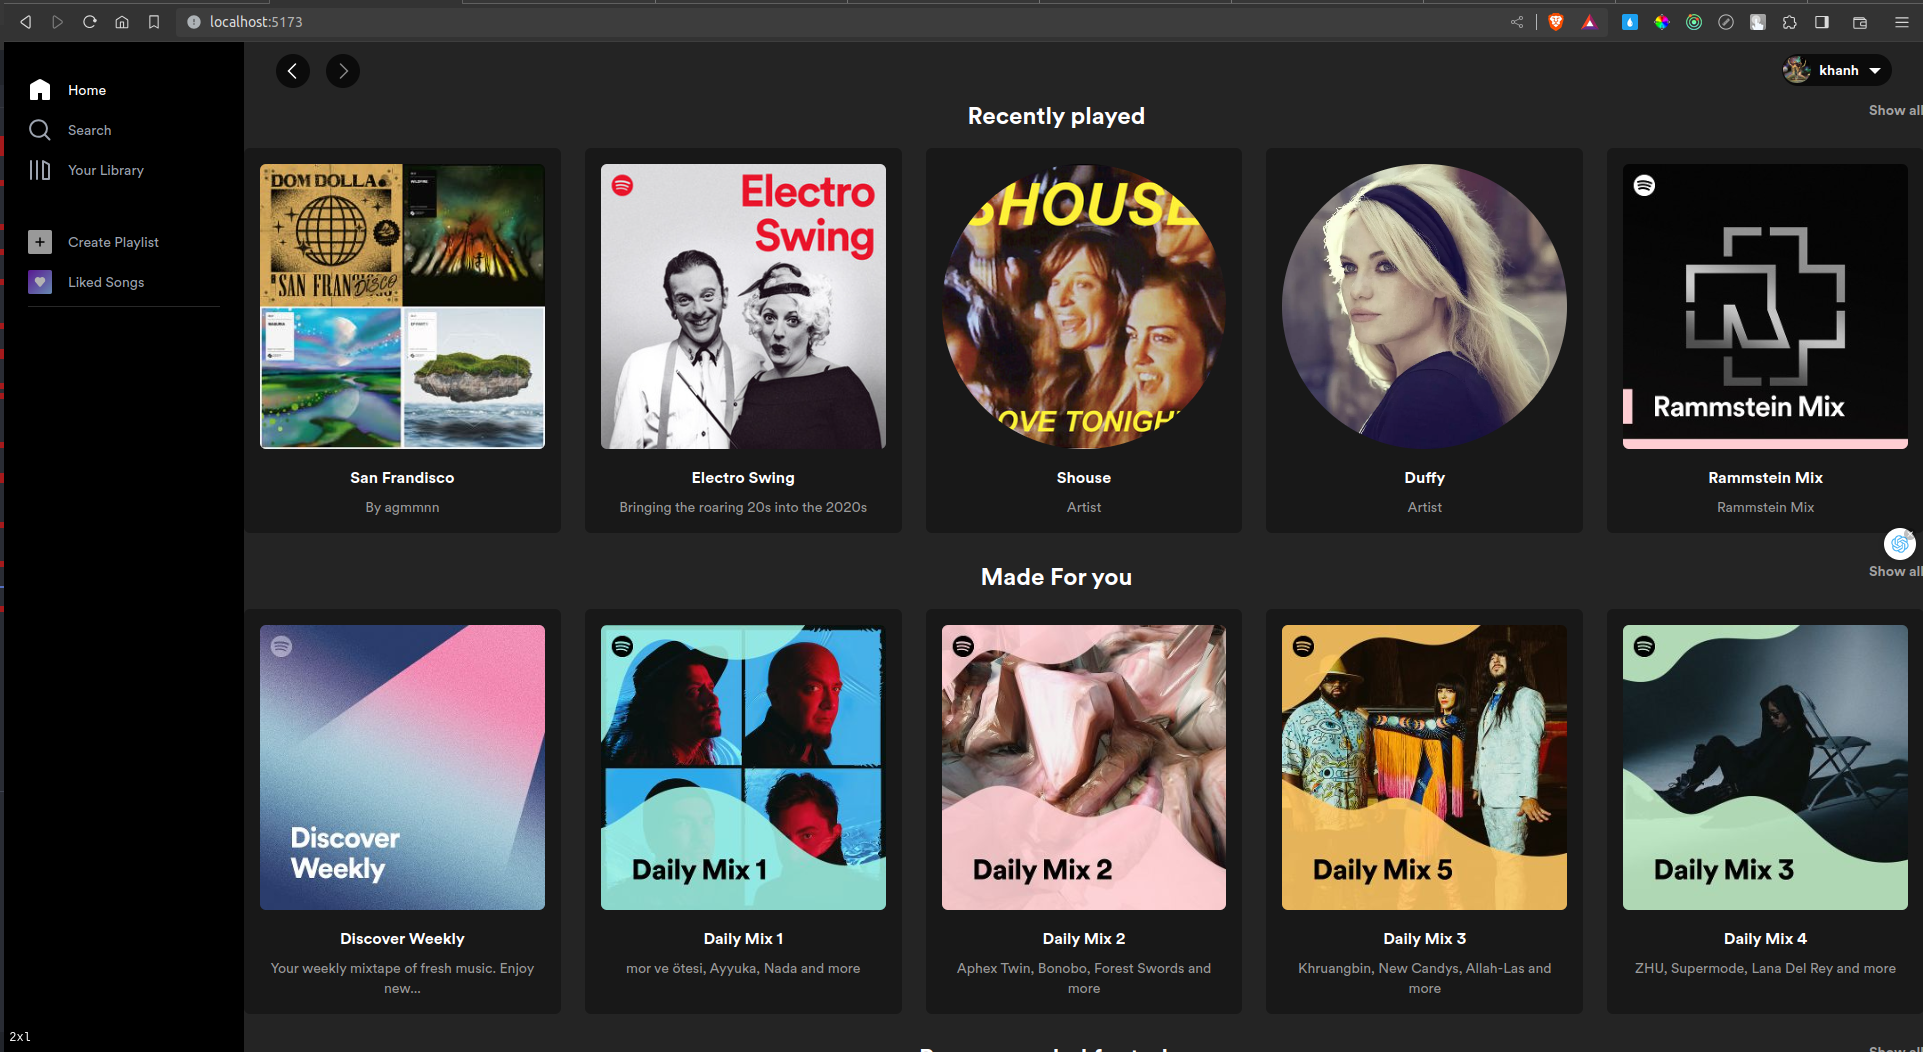 localhost:5173
Home
Search
Your Library
Create Playlist
Liked Songs
khanh
Recently played
Show all
DOM DOLLA
SAN FRANDISCO
Electro
Swing
SHOUSE
LOVE TONIGHT
Rammstein Mix
San Frandisco
By agmmnn
Electro Swing
Bringing the roaring 20s into the 2020s
Shouse
Artist
Duffy
Artist
Rammstein Mix
Rammstein Mix
Made For you
Show all
Discover
Weekly
Daily Mix 1
Daily Mix 2
Daily Mix 5
Daily Mix 3
Discover Weekly
Your weekly mixtape of fresh music. Enjoy
new...
Daily Mix 1
mor ve ötesi, Ayyuka, Nada and more
Daily Mix 2
Aphex Twin, Bonobo, Forest Swords and
more
Daily Mix 3
Khruangbin, New Candys, Allah-Las and
more
Daily Mix 4
ZHU, Supermode, Lana Del Rey and more
2xl
Show all